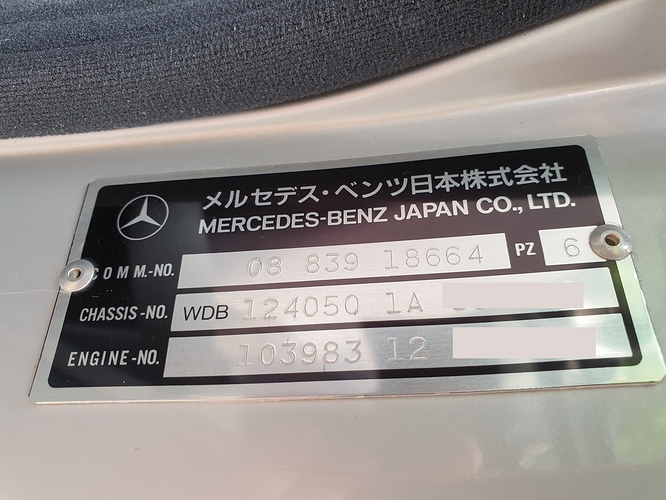 メルセデス・ベンツ日本株式会社
MERCEDES-BENZ JAPAN CO., LTD.
COMM.-NO. 08 839 18664 PZ 6
CHASSIS-NO. WDB 124050 1A
ENGINE-NO. 103983 12